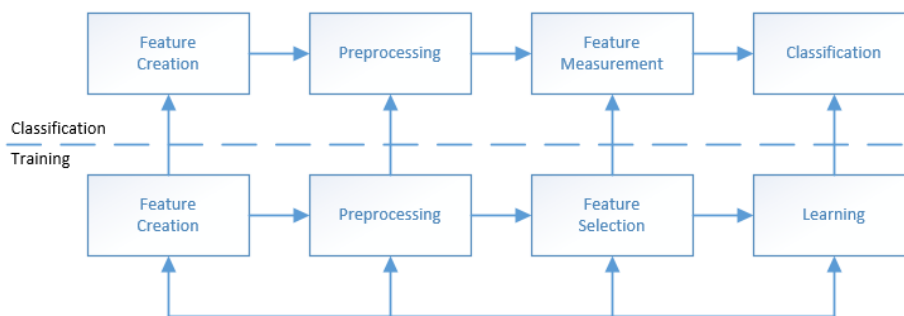 Feature
Creation
Preprocessing
Feature
Measurement
Classification
Classification
Training
Feature
Creation
Preprocessing
Feature
Selection
Learning